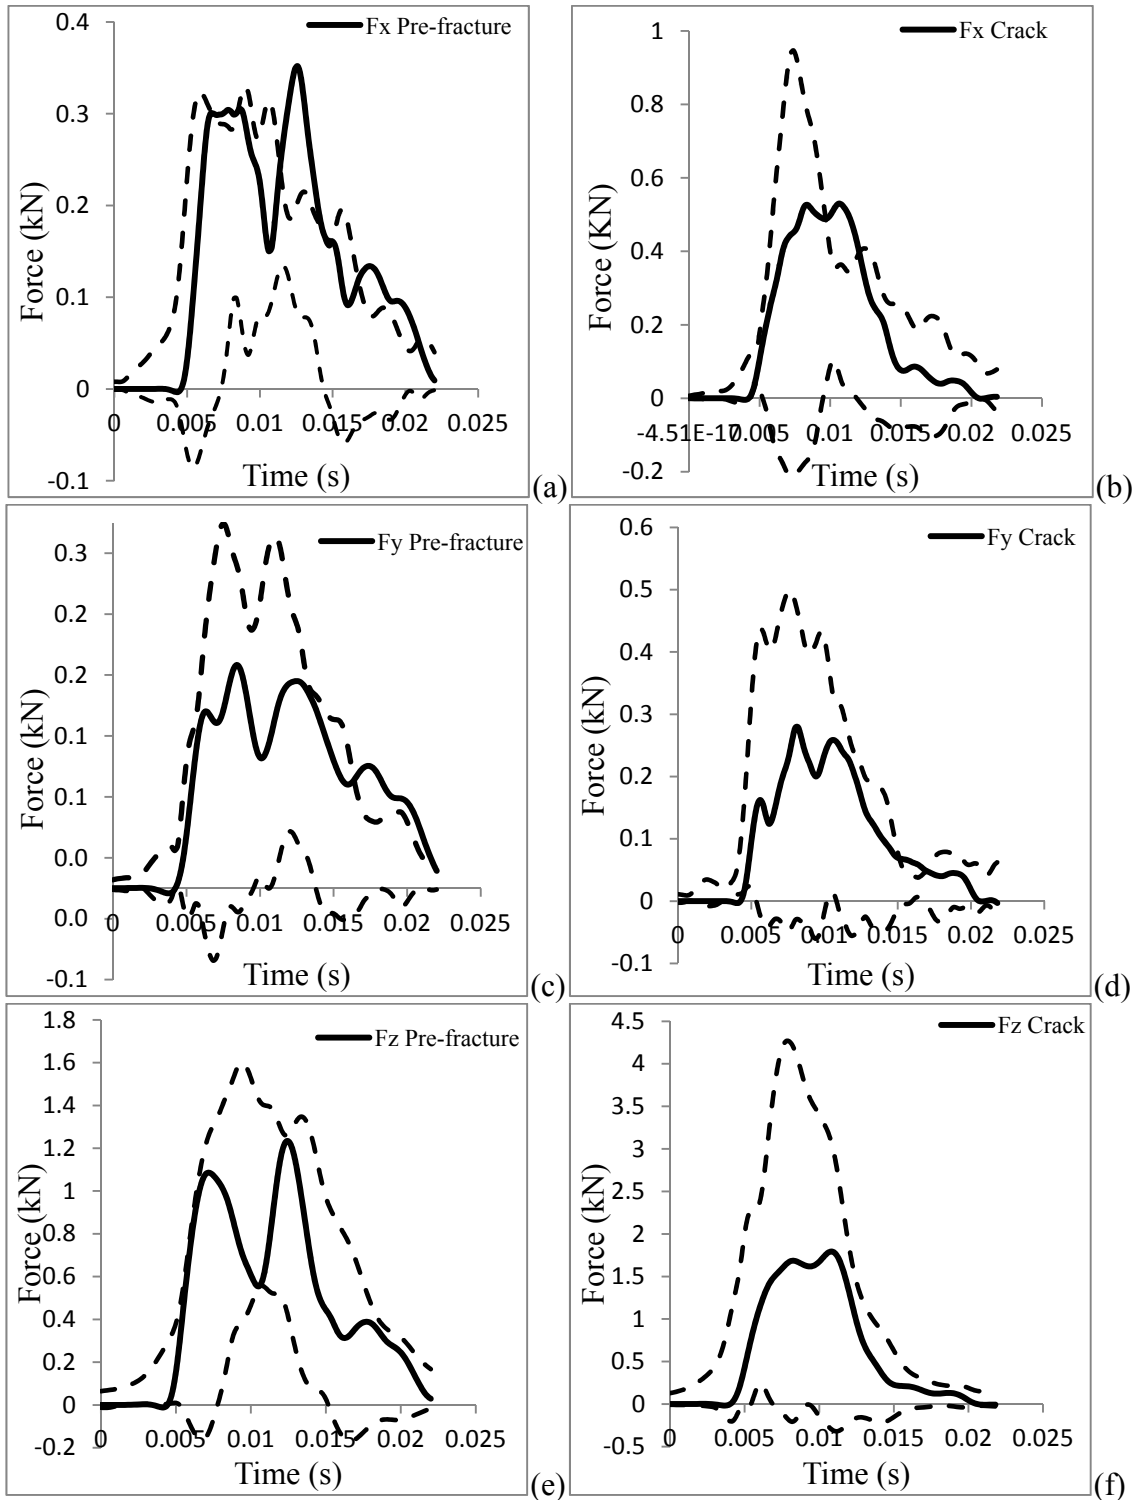 0.4
Fx Pre-fracture
0.3
0.2
0.1
0
-0.1
Force (kN)
0 0.005 0.01 0.015 0.02 0.025
Time (s)
(a)
1
Fx Crack
0.8
0.6
0.4
0.2
0
-0.2
Force (KN)
-4.51E-17 0.005 0.01 0.015 0.02 0.025
Time (s)
(b)
Fy Pre-fracture
0.3
0.2
0.2
0.1
0.1
0.0
0.0
-0.1
Force (kN)
0 0.005 0.01 0.015 0.02 0.025
Time (s)
(c)
0.6
Fy Crack
0.5
0.4
0.3
0.2
0.1
0
-0.1
Force (kN)
0 0.005 0.01 0.015 0.02 0.025
Time (s)
(d)
1.8
Fz Pre-fracture
1.6
1.4
1.2
1
0.8
0.6
0.4
0.2
0
-0.2
Force (kN)
0 0.005 0.01 0.015 0.02 0.025
Time (s)
(e)
4.5
Fz Crack
4
3.5
3
2.5
2
1.5
1
0.5
0
-0.5
Force (kN)
0 0.005 0.01 0.015 0.02 0.025
Time (s)
(f)